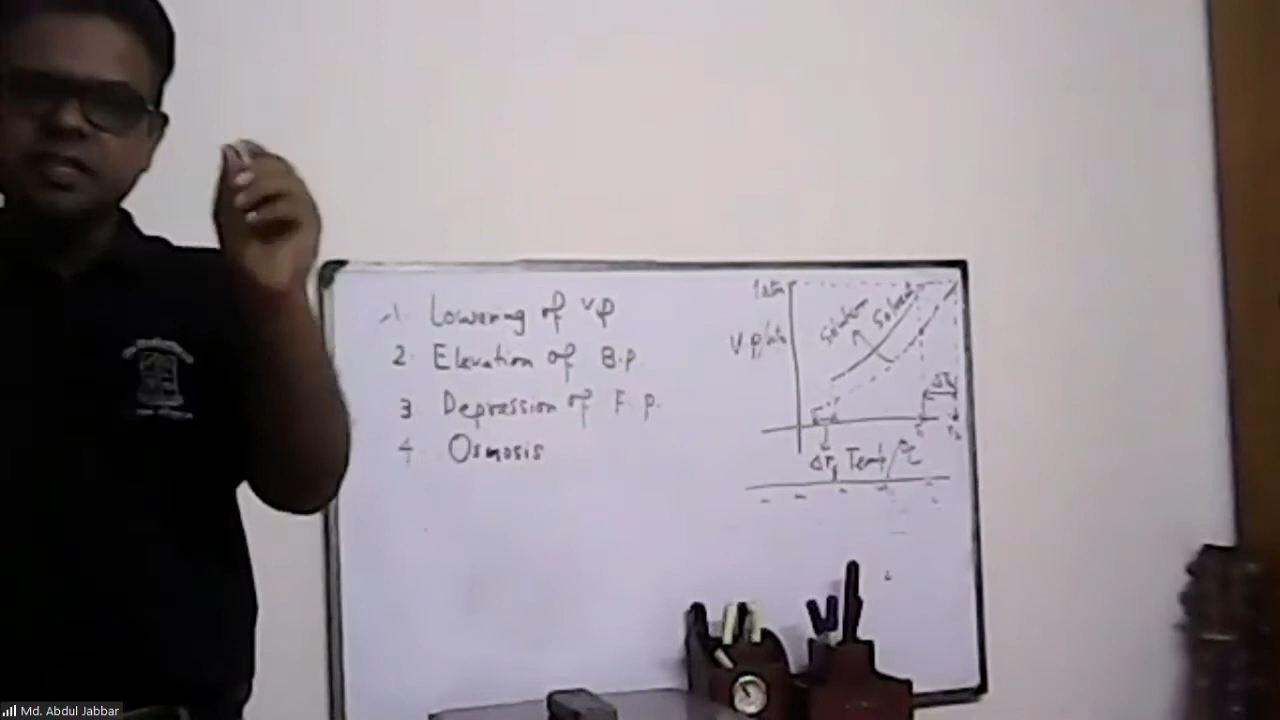 1. Lowering of vp
2. Elevation of B.p.
3 Depression of F.p.
4 Osmosis
1 atm
Solution
Solvent
V.p/
ΔT
Temp/°C
Md. Abdul Jabbar